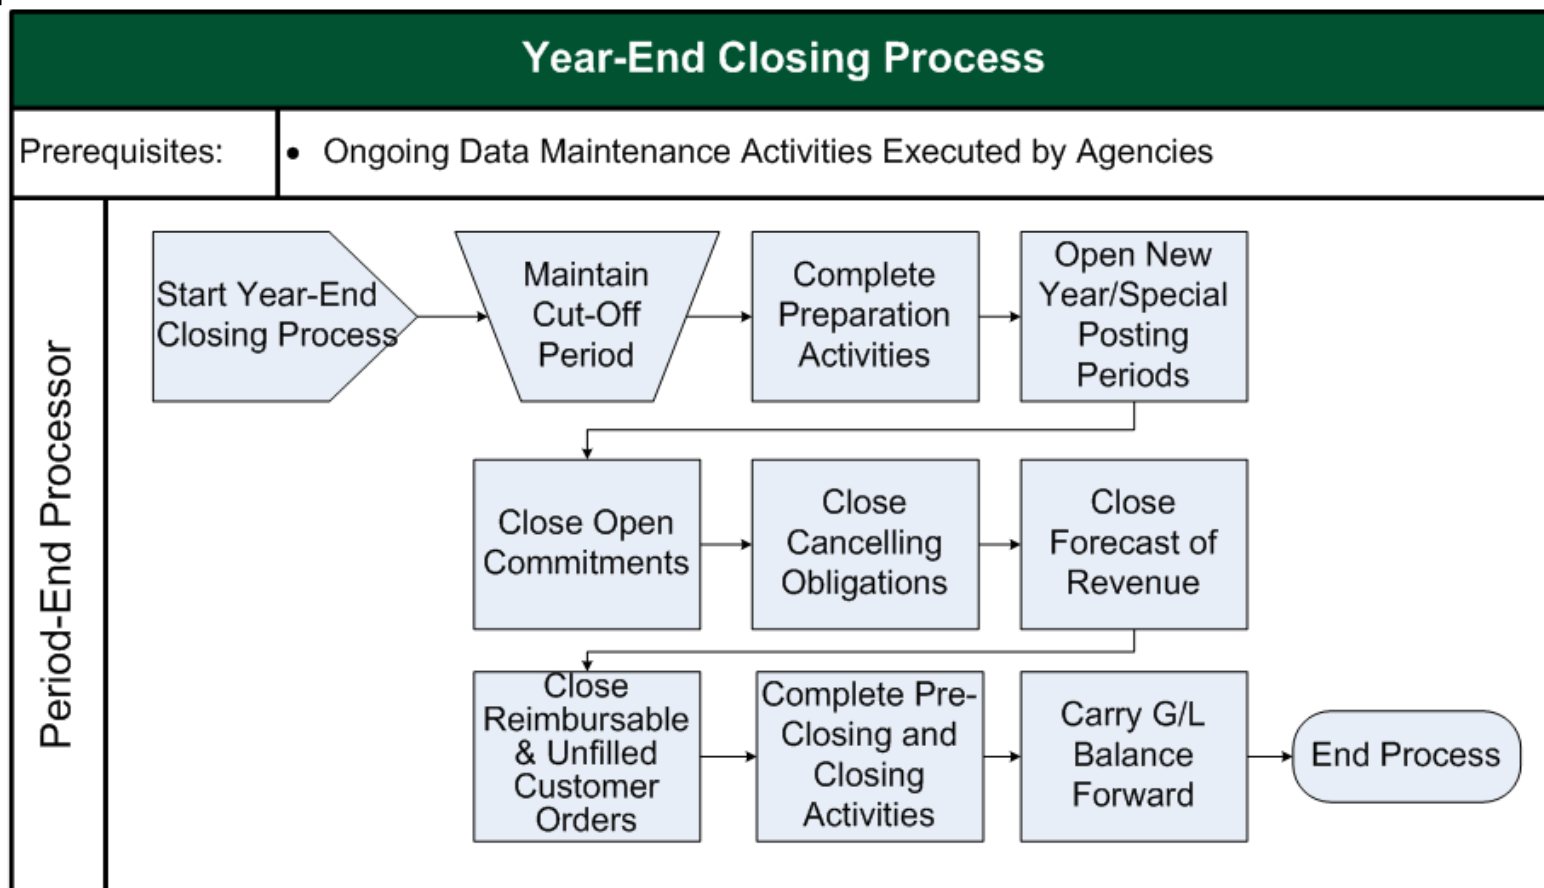 Year-End Closing Process
Prerequisites:
• Ongoing Data Maintenance Activities Executed by Agencies
Period-End Processor
Start Year-End
Closing Process
Maintain
Cut-Off
Period
Complete
Preparation
Activities
Open New
Year/Special
Posting
Periods
Close Open
Commitments
Close
Cancelling
Obligations
Close
Forecast of
Revenue
Close
Reimbursable
& Unfilled
Customer
Orders
Complete Pre-
Closing and
Closing
Activities
Carry G/L
Balance
Forward
End Process